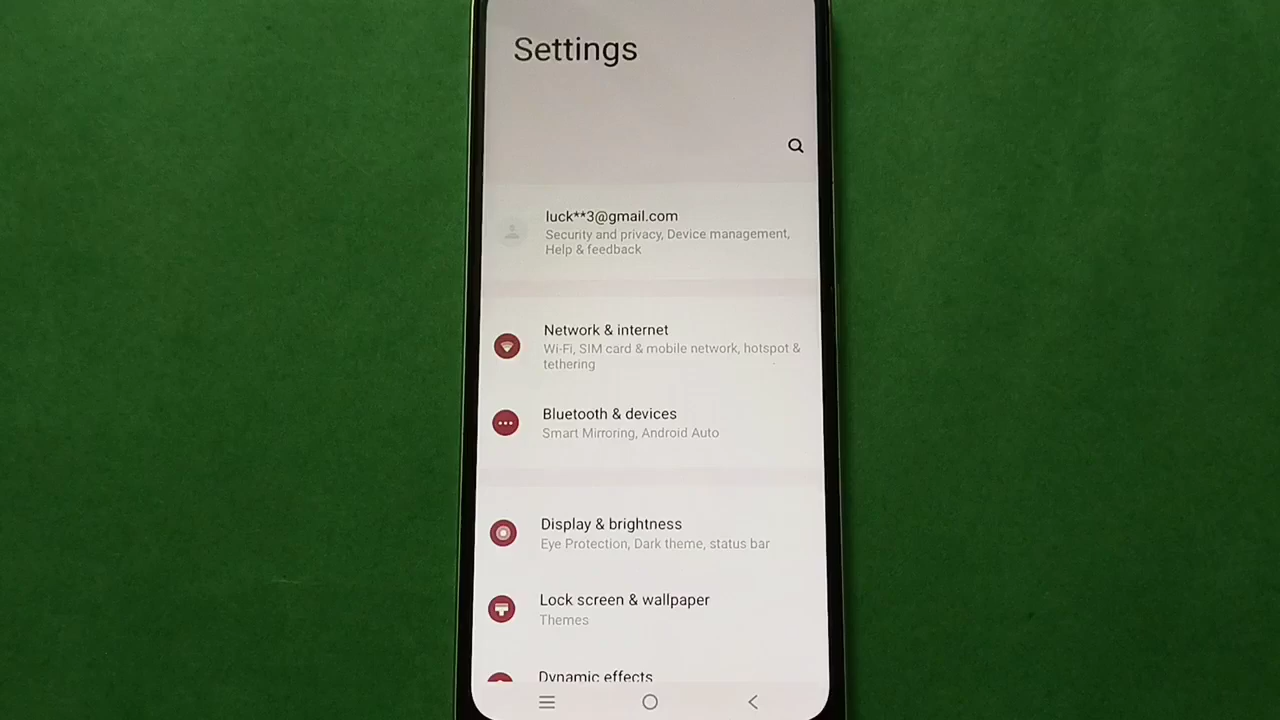 Settings
luck**3@gmail.com
Security and privacy, Device management,
Help & feedback
Network & internet
Wi-Fi, SIM card & mobile network, hotspot &
tethering
Bluetooth & devices
Smart Mirroring, Android Auto
Display & brightness
Eye Protection, Dark theme, status bar
Lock screen & wallpaper
Themes
Dynamic effects